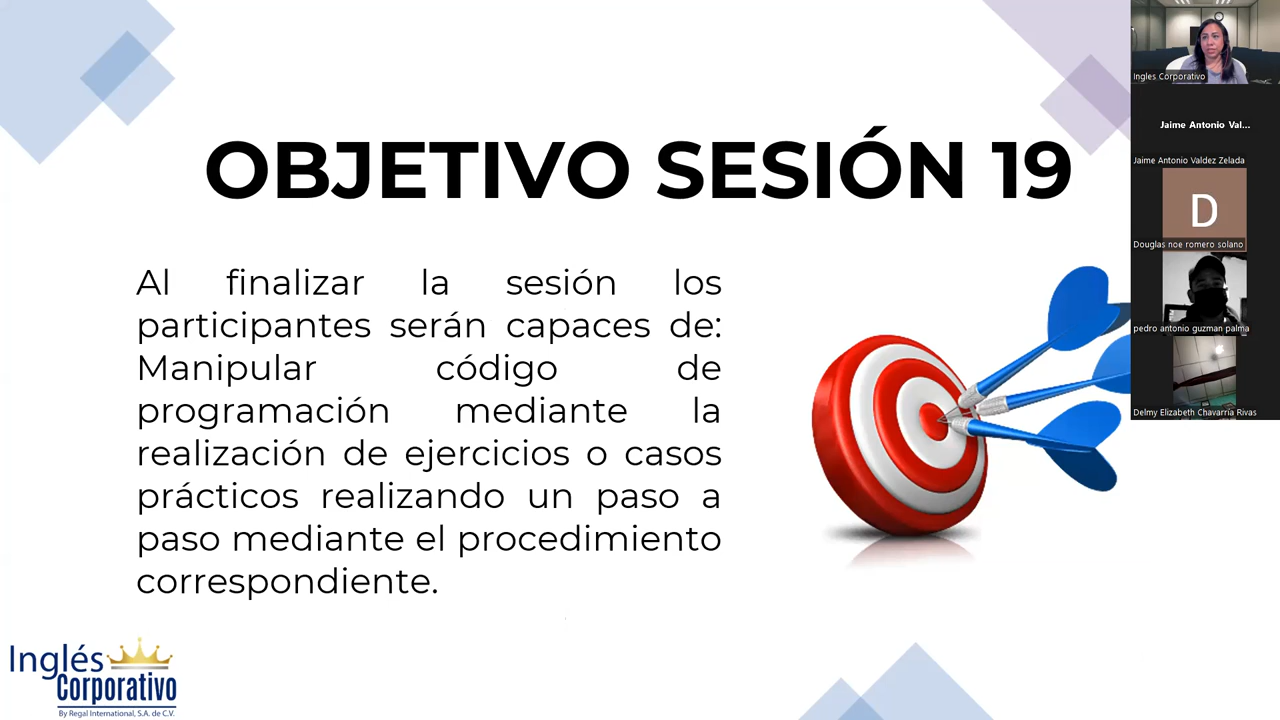 OBJETIVO SESIÓN 19
Al finalizar la sesión los
participantes serán capaces de:
Manipular código de
programación mediante la
realización de ejercicios o casos
prácticos realizando un paso a
paso mediante el procedimiento
correspondiente.
Inglés
Corporativo
By Regal International, S.A. de C.V.
Ingles Corporativo
Jaime Antonio Val...
Jaime Antonio Valdez Zelada
D
Douglas noe romero solano
pedro antonio guzman palma
Delmy Elizabeth Chavarría Rivas